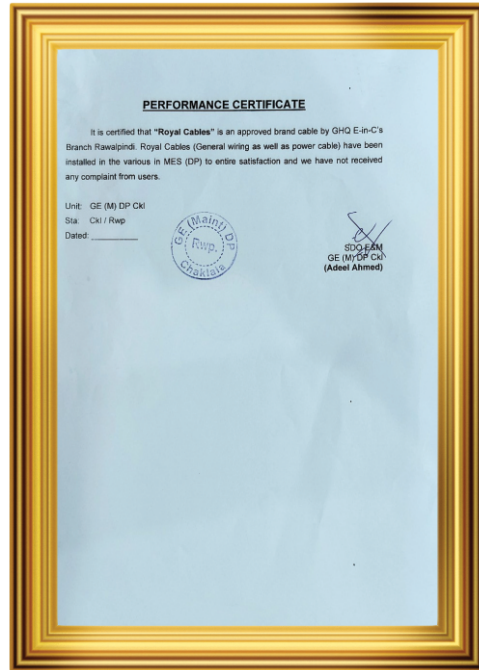 PERFORMANCE CERTIFICATE
It is certified that "Royal Cables" is an approved brand cable by GHQ E-in-C's
Branch Rawalpindi. Royal Cables (General wiring as well as power cable) have been
installed in the various in MES (DP) to entire satisfaction and we have not received
any complaint from users.
Unit: GE (M) DP Ckl
Sta: Ckl / Rwp
Dated:
GE (Maint) DP
Rwp.
Chaklala
SDO E&M
GE (M) DP Ckl
(Adeel Ahmed)